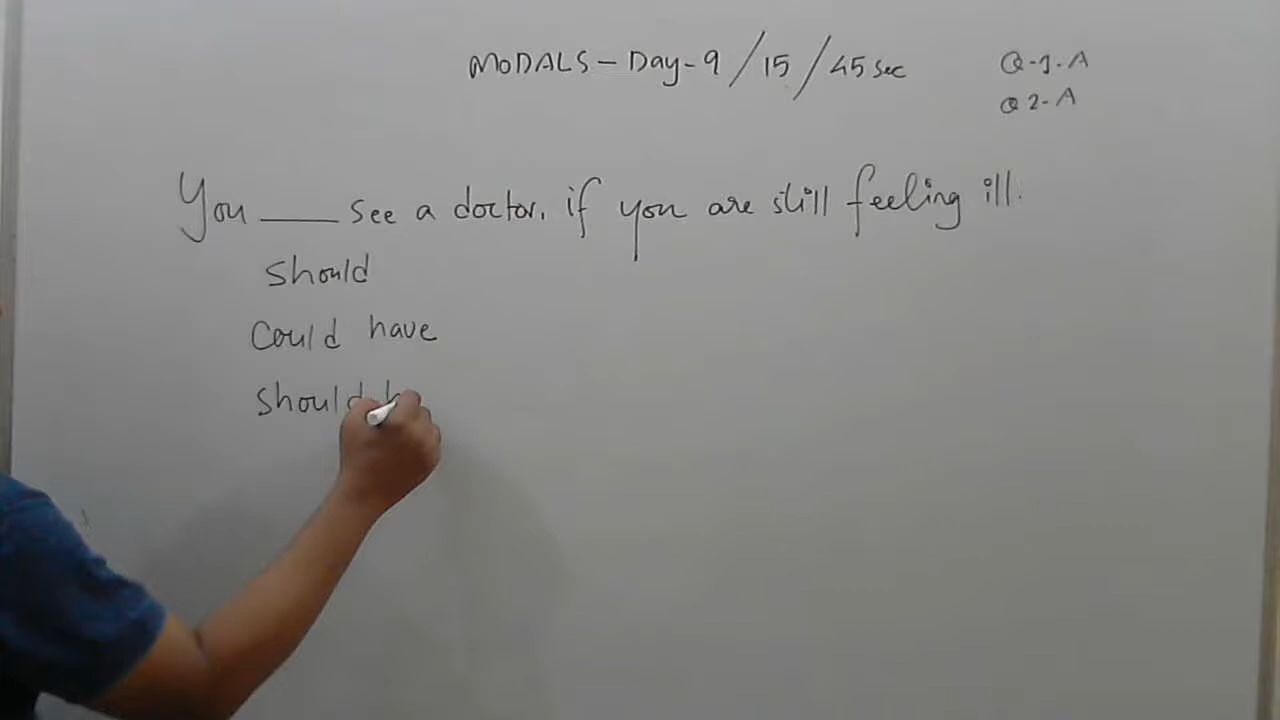 MODALS - Day - 9 / 15 / 45 sec
Q-1-A
Q 2-A
You ____ see a doctor, if you are still feeling ill.
should
Could have
should